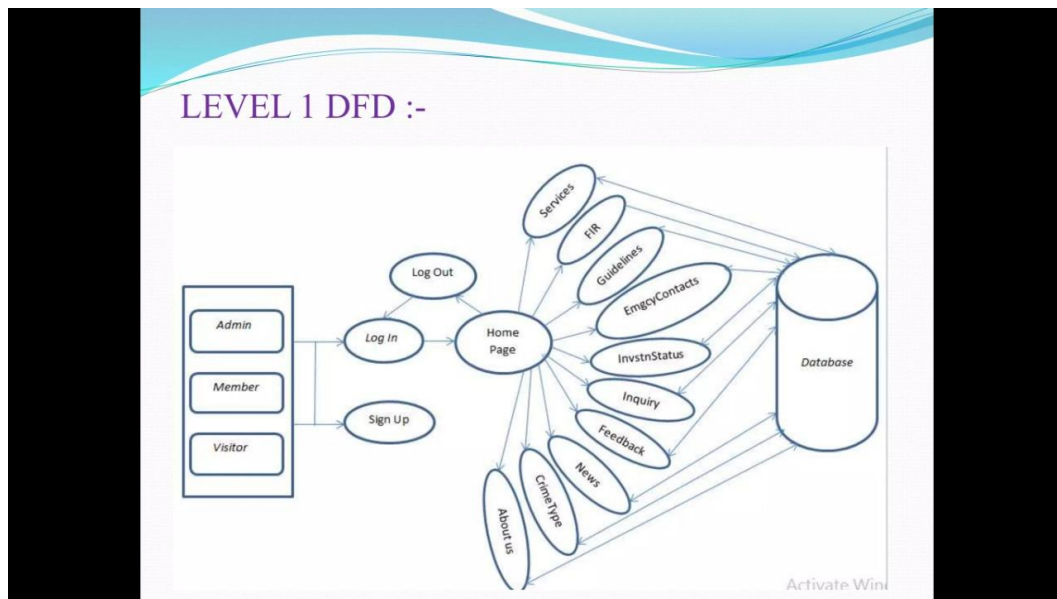 LEVEL 1 DFD :-
Services
FIR
Guidelines
EmgcyContacts
InvstnStatus
Inquiry
Feedback
News
CrimeType
About us
Log Out
Log In
Sign Up
Home
Page
Admin
Member
Visitor
Database
Activate Win